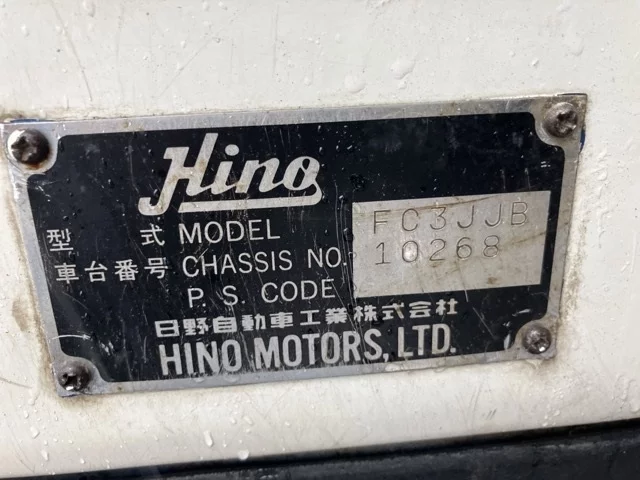 Hino
型 式 MODEL FC3JJB
車台番号 CHASSIS NO. 10268
P. S. CODE
日野自動車工業株式会社
HINO MOTORS, LTD.